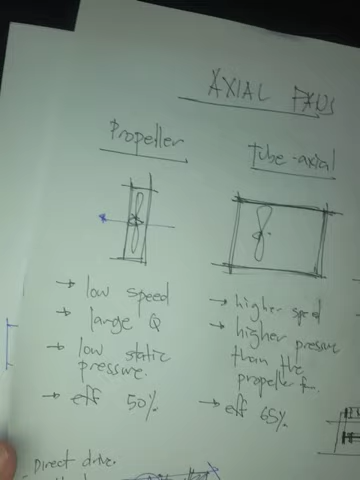 AXIAL FANS
Propeller
→ low speed
→ large Q
→ low static
pressure.
→ eff 50%
Tube-axial
→ higher speed
→ higher pressure
than the
propeller f.
→ eff 65%
Direct drive.